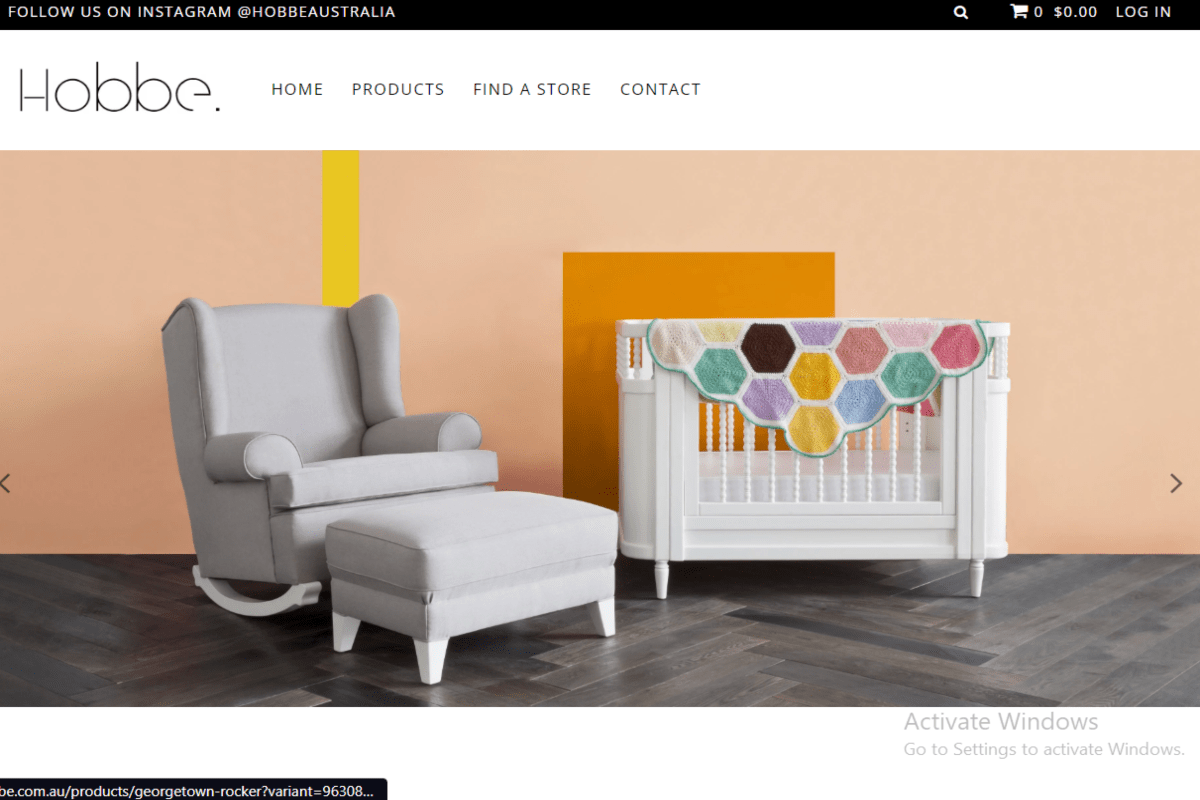 FOLLOW US ON INSTAGRAM @HOBBEAUSTRALIA
0 $0.00 LOG IN
Hobbe.
HOME PRODUCTS FIND A STORE CONTACT
Activate Windows
Go to Settings to activate Windows.
be.com.au/products/georgetown-rocker?variant=96308...